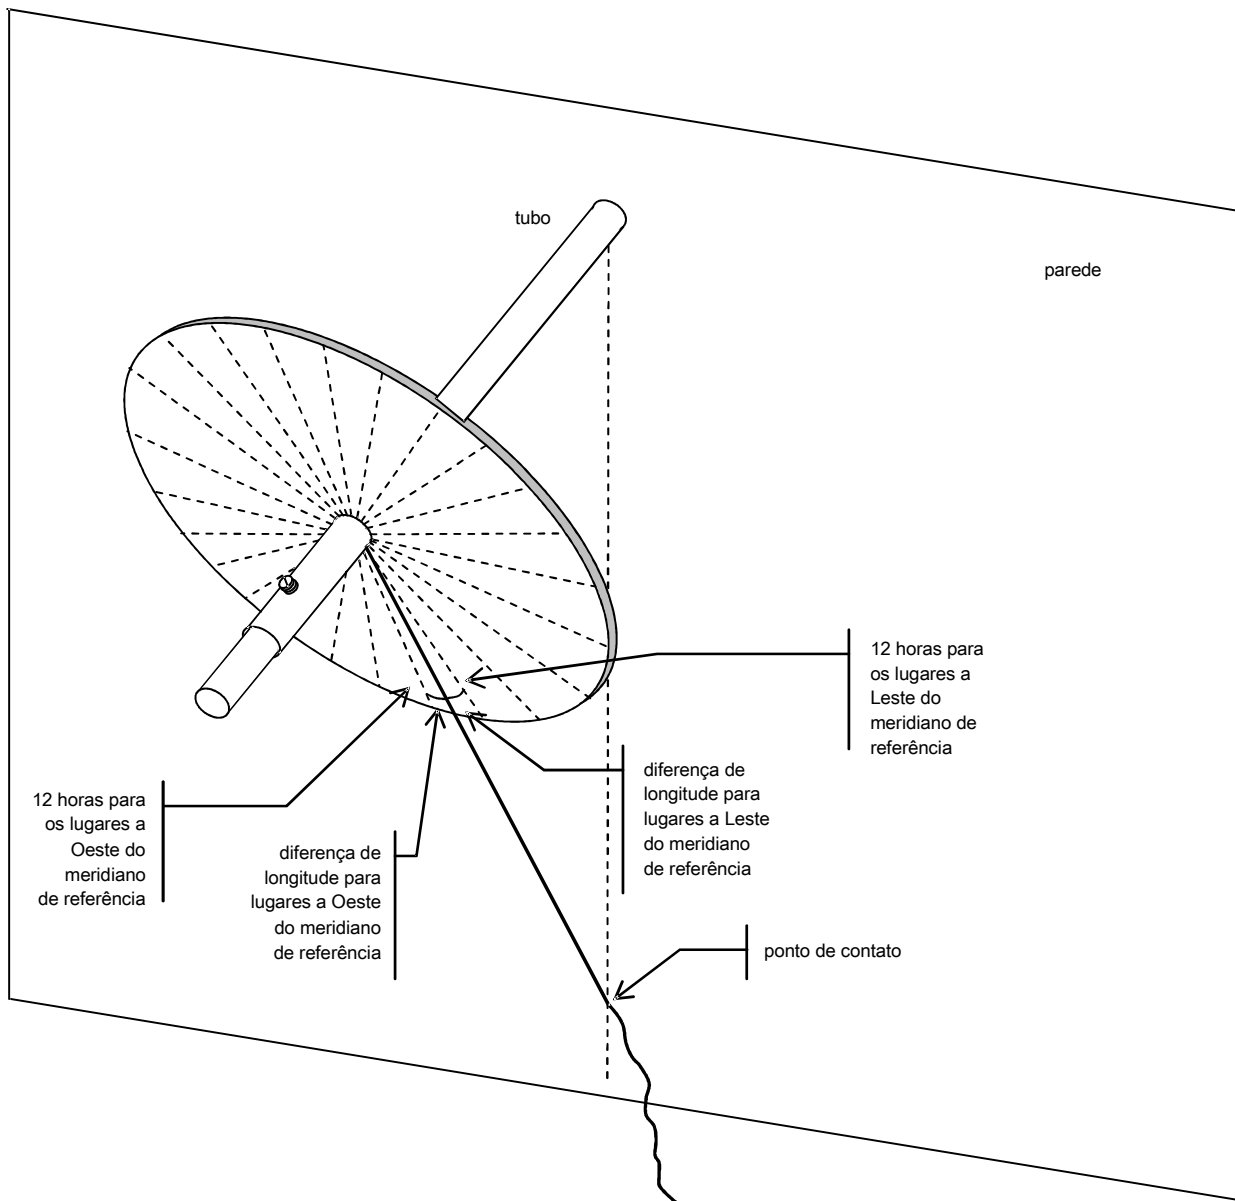 tubo
parede
12 horas para
os lugares a
Leste do
meridiano de
referência
diferença de
longitude para
lugares a Leste
do meridiano
de referência
12 horas para
os lugares a
Oeste do
meridiano
de referência
diferença de
longitude para
lugares a Oeste
do meridiano
de referência
ponto de contato